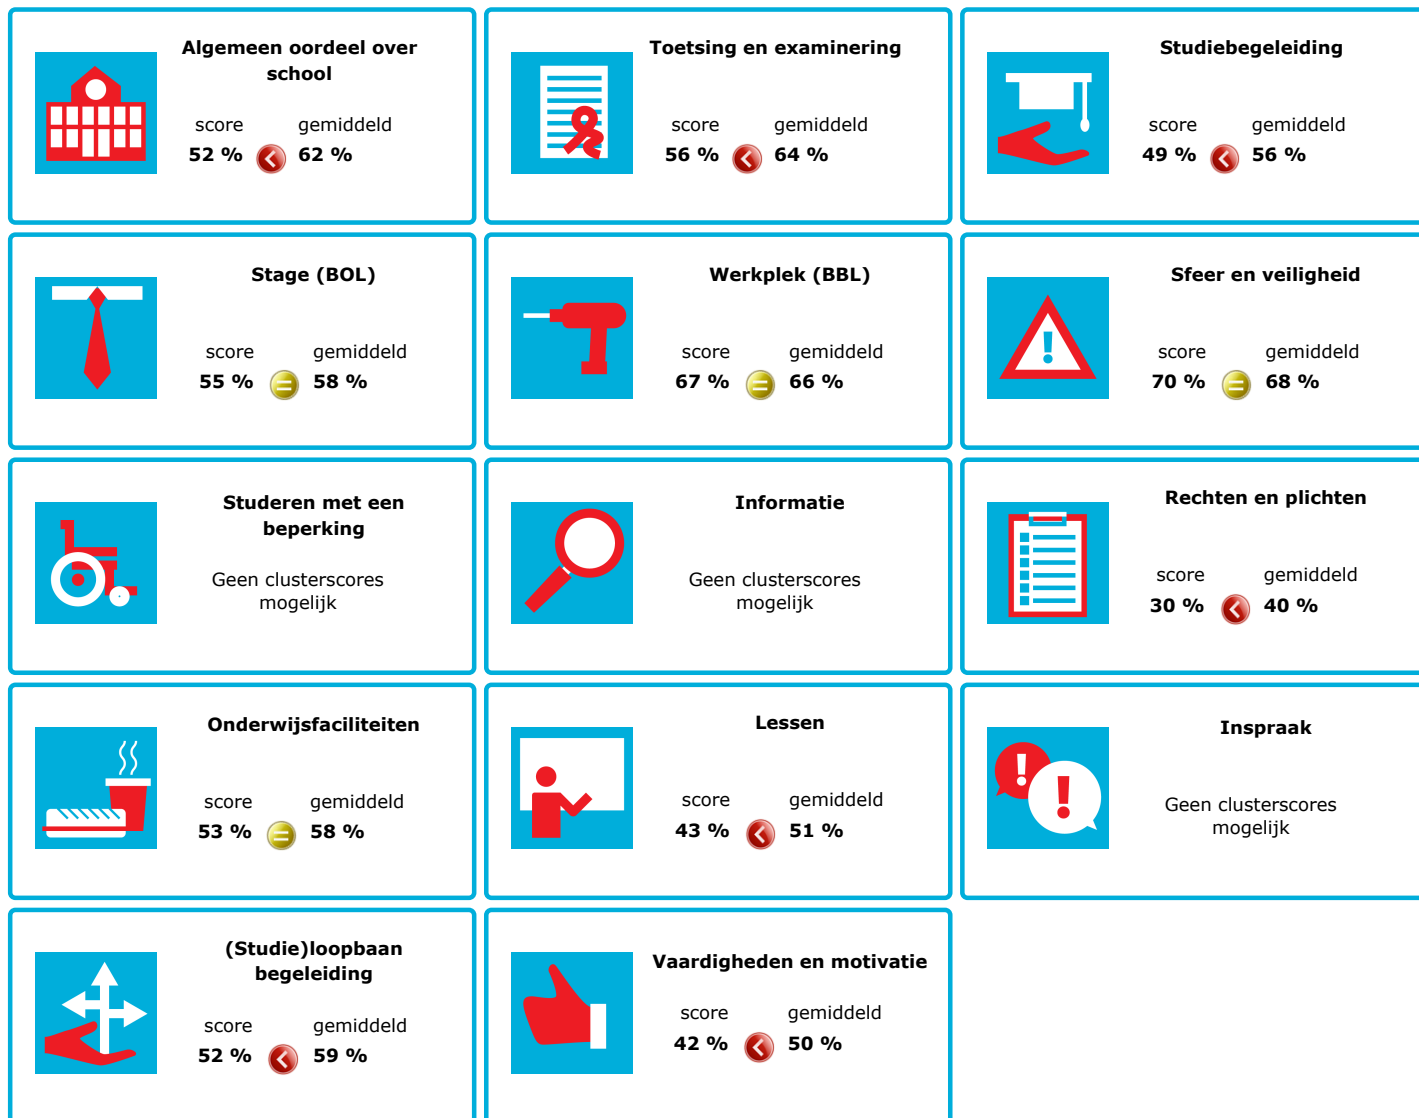 Algemeen oordeel over
school
score gemiddeld
52 % 62 %
Toetsing en examinering
score gemiddeld
56 % 64 %
Studiebegeleiding
score gemiddeld
49 % 56 %
Stage (BOL)
score gemiddeld
55 % 58 %
Werkplek (BBL)
score gemiddeld
67 % 66 %
Sfeer en veiligheid
score gemiddeld
70 % 68 %
Studeren met een
beperking
Geen clusterscores
mogelijk
Informatie
Geen clusterscores
mogelijk
Rechten en plichten
score gemiddeld
30 % 40 %
Onderwijsfaciliteiten
score gemiddeld
53 % 58 %
Lessen
score gemiddeld
43 % 51 %
Inspraak
Geen clusterscores
mogelijk
(Studie)loopbaan
begeleiding
score gemiddeld
52 % 59 %
Vaardigheden en motivatie
score gemiddeld
42 % 50 %